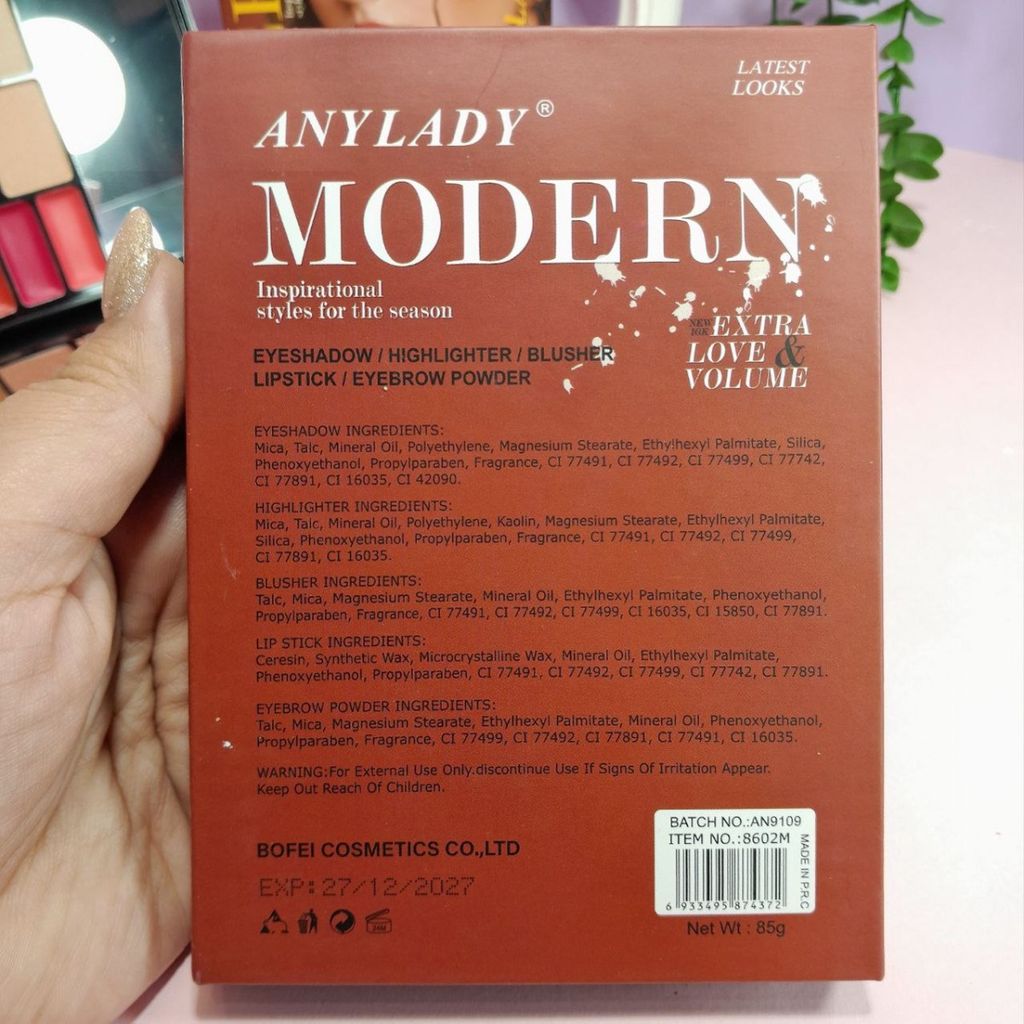 LATEST
LOOKS
ANYLADY®
MODERN
Inspirational
styles for the season
NEW
EXTRA
LOVE &
VOLUME
EYESHADOW / HIGHLIGHTER / BLUSHER
LIPSTICK / EYEBROW POWDER
EYESHADOW INGREDIENTS:
Mica, Talc, Mineral Oil, Polyethylene, Magnesium Stearate, Ethylhexyl Palmitate, Silica,
Phenoxyethanol, Propylparaben, Fragrance, CI 77491, CI 77492, CI 77499, CI 77742,
CI 77891, CI 16035, CI 42090.
HIGHLIGHTER INGREDIENTS:
Mica, Talc, Mineral Oil, Polyethylene, Kaolin, Magnesium Stearate, Ethylhexyl Palmitate,
Silica, Phenoxyethanol, Propylparaben, Fragrance, CI 77491, CI 77492, CI 77499,
CI 77891, CI 16035.
BLUSHER INGREDIENTS:
Talc, Mica, Magnesium Stearate, Mineral Oil, Ethylhexyl Palmitate, Phenoxyethanol,
Propylparaben, Fragrance, CI 77491, CI 77492, CI 77499, CI 16035, CI 15850, CI 77891.
LIP STICK INGREDIENTS:
Ceresin, Synthetic Wax, Microcrystalline Wax, Mineral Oil, Ethylhexyl Palmitate,
Phenoxyethanol, Propylparaben, CI 77491, CI 77492, CI 77499, CI 77742, CI 77891.
EYEBROW POWDER INGREDIENTS:
Talc, Mica, Magnesium Stearate, Ethylhexyl Palmitate, Mineral Oil, Phenoxyethanol,
Propylparaben, Fragrance, CI 77499, CI 77492, CI 77891, CI 77491, CI 16035.
WARNING:For External Use Only.discontinue Use If Signs Of Irritation Appear.
Keep Out Reach Of Children.
BOFEI COSMETICS CO.,LTD
EXP:27/12/2027
24M
BATCH NO.:AN9109
ITEM NO.:8602M
6 933495 874372
MADE IN P.R.C
Net Wt : 85g